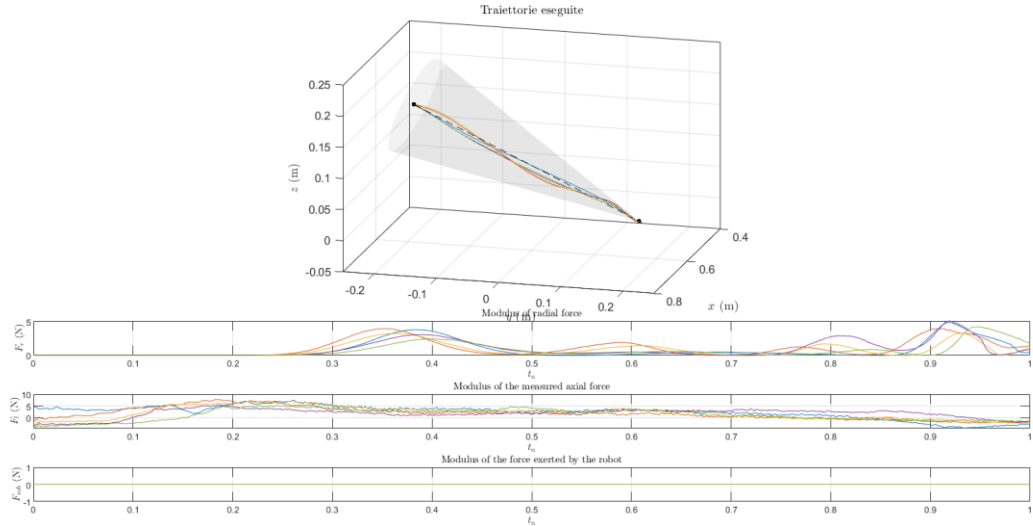 Traiettorie eseguite
0.25
0.2
0.15
0.1
0.05
0
-0.05
z (m)
-0.2
-0.1
0
0.1
0.2
0.4
0.6
0.8
x (m)
Modulus of radial force
5
0
F_r (N)
0 0.1 0.2 0.3 0.4 0.5 0.6 0.7 0.8 0.9 1
t_n
Modulus of the measured axial force
10
5
0
(N)
0 0.1 0.2 0.3 0.4 0.5 0.6 0.7 0.8 0.9 1
t_n
Modulus of the force exerted by the robot
1
0
-1
F_rob (N)
0 0.1 0.2 0.3 0.4 0.5 0.6 0.7 0.8 0.9 1
t_n